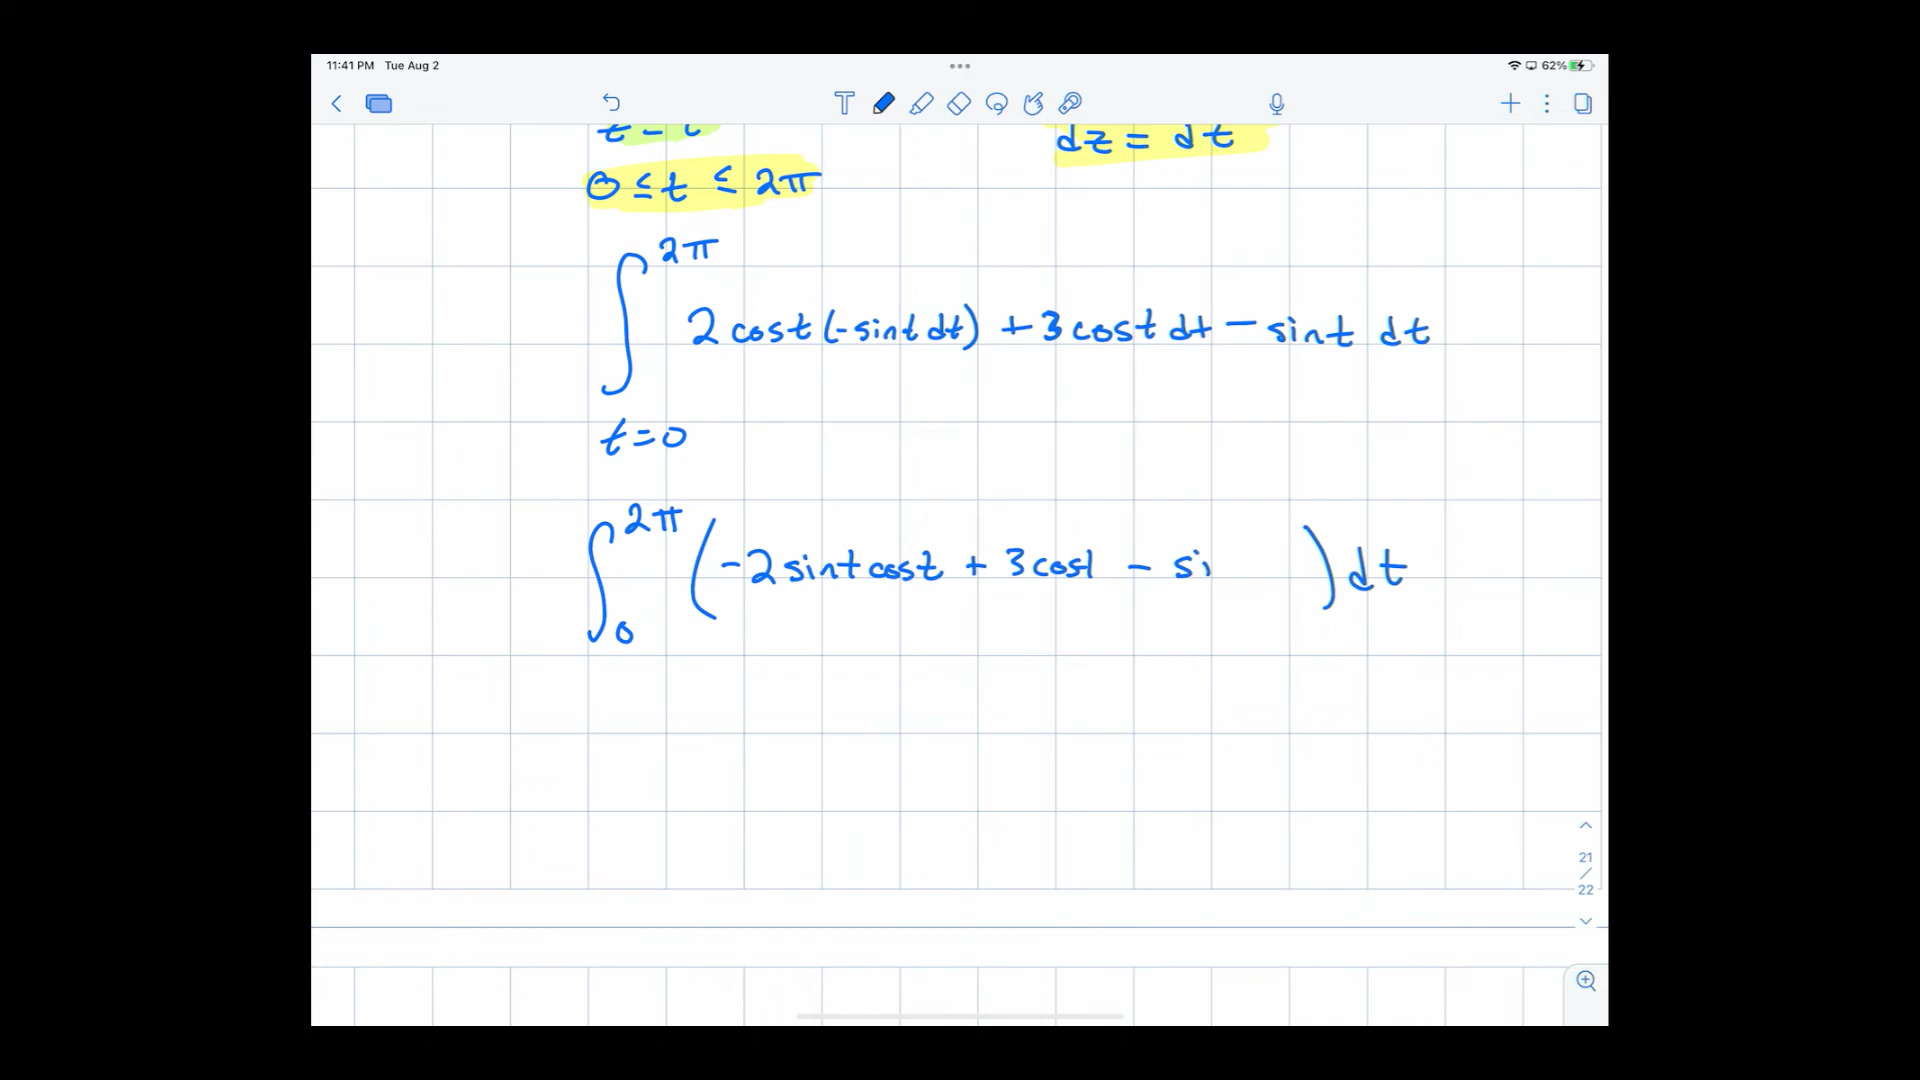 11:41 PM Tue Aug 2
62%
dz = dt
0 ≤ t ≤ 2π
2π
2 cost (-sint dt) + 3 cost dt - sint dt
t = 0
∫ 2π 0 ( -2 sint cost + 3 cost - si ) dt
21
/
22